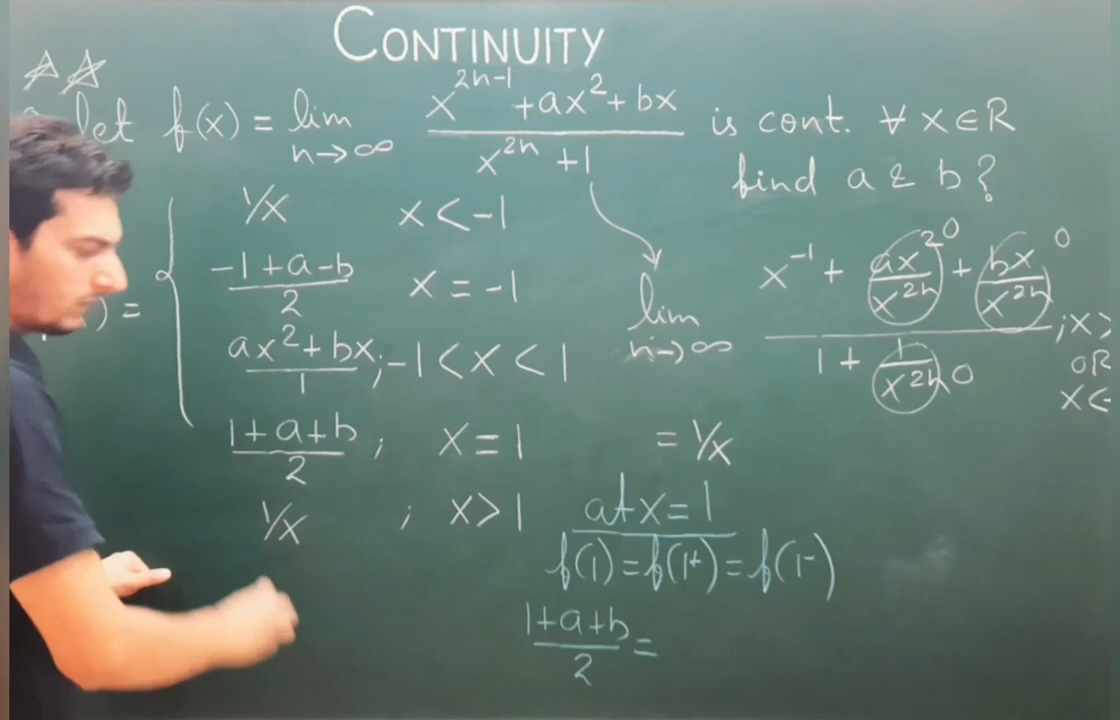 CONTINUITY
let f(x) = lim n→∞ (x^(2n-1) + ax² + bx)/(x^(2n) + 1) is cont. ∀ x∈R
find a & b?
) = {
1/x x < -1
(-1+a-b)/2 x = -1
(ax²+bx)/1 ; -1 < x < 1
(1+a+b)/2 ; x = 1
1/x ; x > 1
lim n→∞ (x^(-1) + (ax²/x^(2n))^0 + (bx/x^(2n))^0)/(1 + (1/x^(2n)) 0) ; x>
OR
x<
= 1/x
at x = 1
f(1) = f(1+) = f(1-)
(1+a+b)/2 =